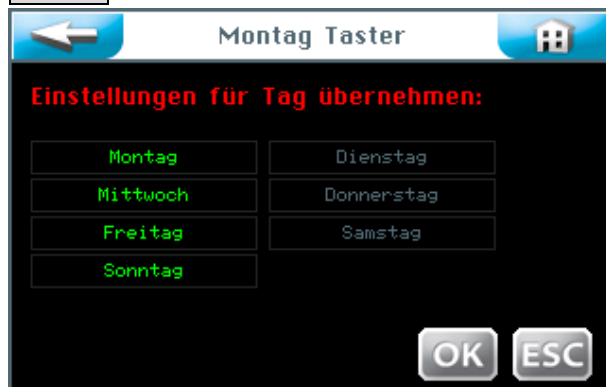 Montag Taster
Einstellungen für Tag übernehmen:
Montag Dienstag
Mittwoch Donnerstag
Freitag Samstag
Sonntag
OK ESC